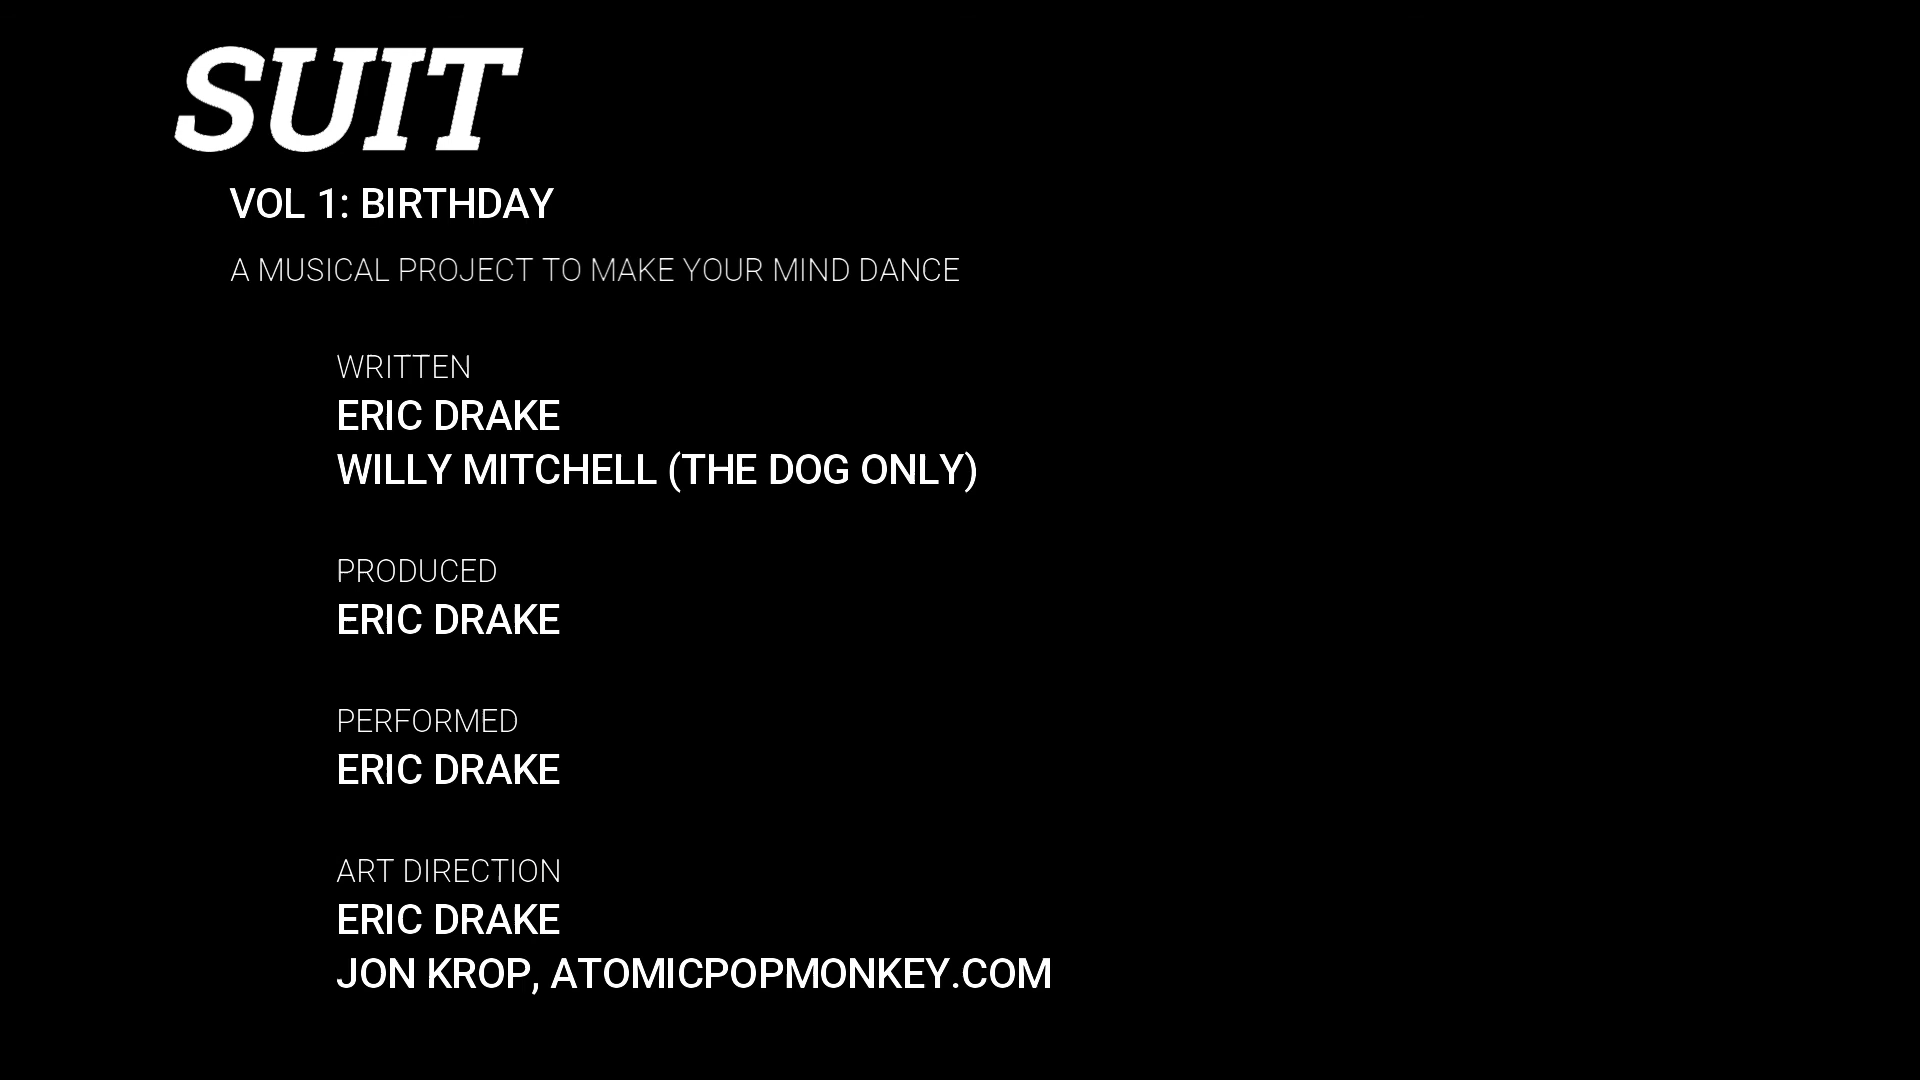 SUIT
VOL 1: BIRTHDAY
A MUSICAL PROJECT TO MAKE YOUR MIND DANCE
WRITTEN
ERIC DRAKE
WILLY MITCHELL (THE DOG ONLY)
PRODUCED
ERIC DRAKE
PERFORMED
ERIC DRAKE
ART DIRECTION
ERIC DRAKE
JON KROP, ATOMICPOPMONKEY.COM